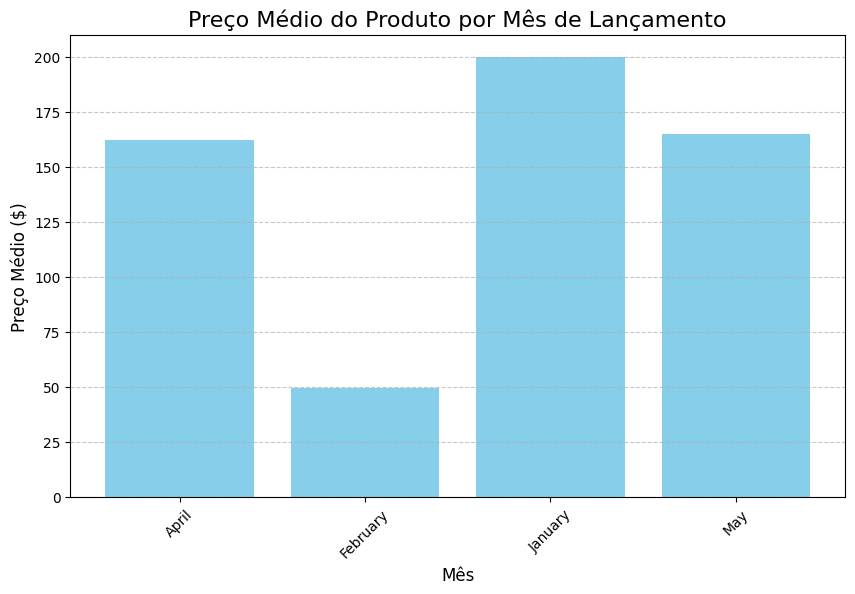 Preço Médio do Produto por Mês de Lançamento
Preço Médio ($)
200
175
150
125
100
75
50
25
0
April
February
January
May
Mês